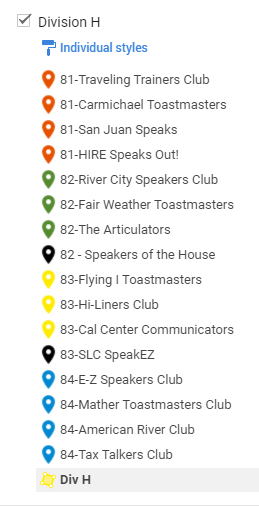 Division H
Individual styles
81-Traveling Trainers Club
81-Carmichael Toastmasters
81-San Juan Speaks
81-HIRE Speaks Out!
82-River City Speakers Club
82-Fair Weather Toastmasters
82-The Articulators
82 - Speakers of the House
83-Flying I Toastmasters
83-Hi-Liners Club
83-Cal Center Communicators
83-SLC SpeakEZ
84-E-Z Speakers Club
84-Mather Toastmasters Club
84-American River Club
84-Tax Talkers Club
Div H